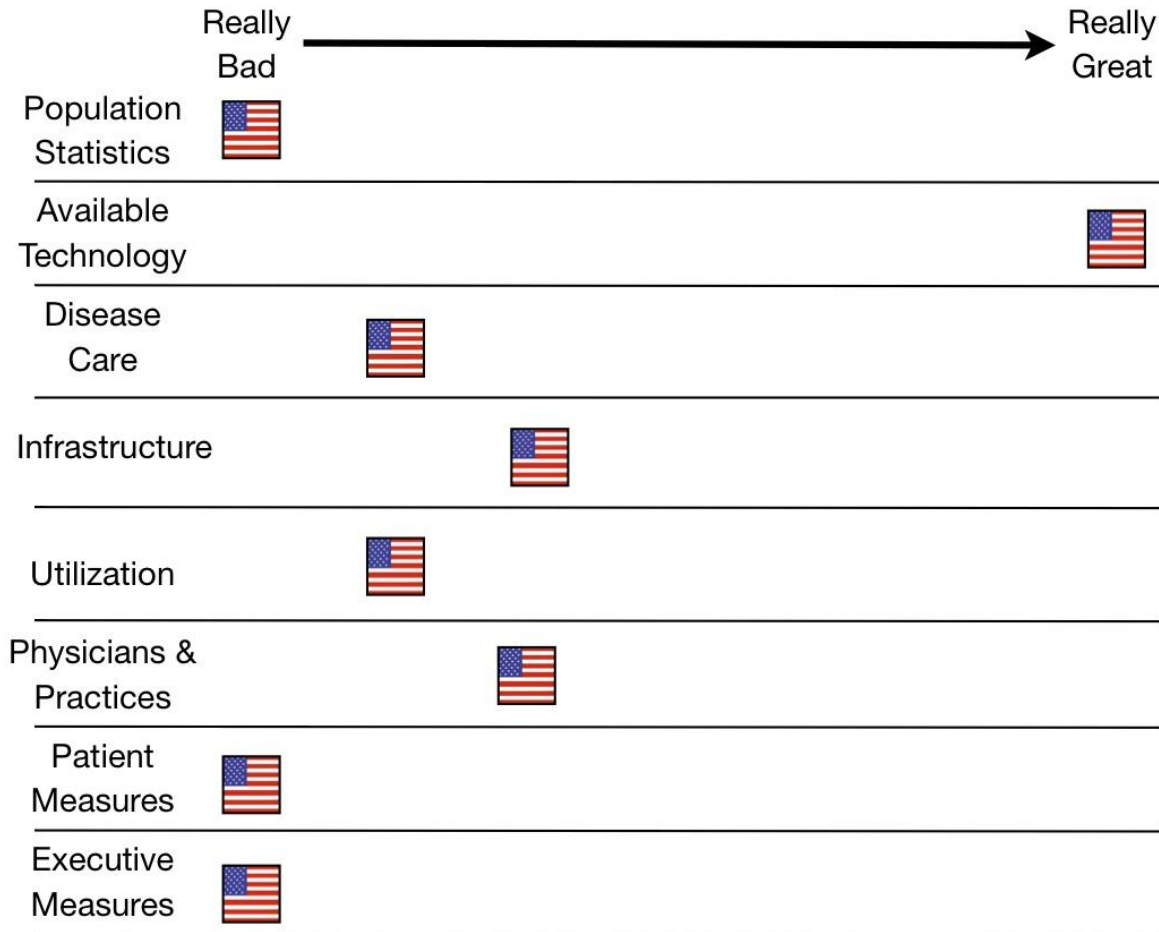 Really
Bad
Really
Great
Population
Statistics
Available
Technology
Disease
Care
Infrastructure
Utilization
Physicians &
Practices
Patient
Measures
Executive
Measures